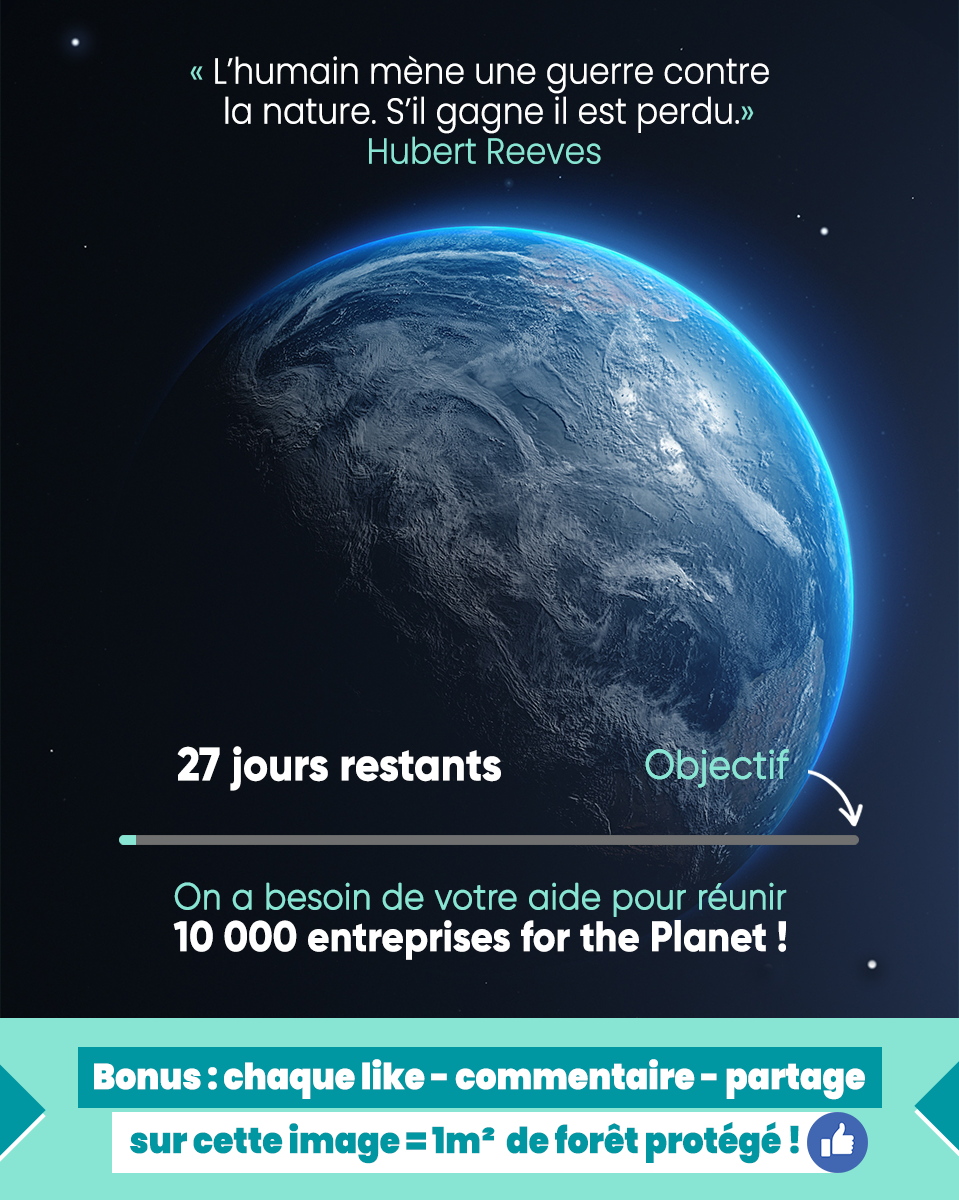 « L’humain mène une guerre contre
la nature. S’il gagne il est perdu.»
Hubert Reeves
27 jours restants
Objectif
On a besoin de votre aide pour réunir
10 000 entreprises for the Planet !
Bonus : chaque like - commentaire - partage
sur cette image = 1m² de forêt protégé !